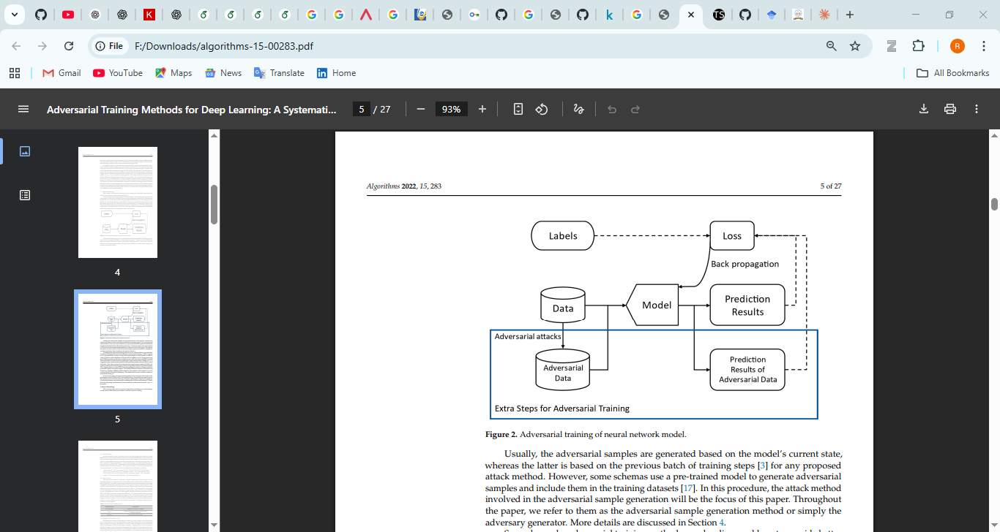 K
G
G
G
G
k
G
TS
File
F:/Downloads/algorithms-15-00283.pdf
Z
R
Gmail
YouTube
Maps
News
Translate
in
Home
All Bookmarks
Adversarial Training Methods for Deep Learning: A Systemati...
5 / 27
93%
4
5
Algorithms 2022, 15, 283
5 of 27
Labels
Loss
Back propagation
Data
Model
Prediction
Results
Adversarial attacks
Adversarial
Data
Prediction
Results of
Adversarial Data
Extra Steps for Adversarial Training
Figure 2. Adversarial training of neural network model.
Usually, the adversarial samples are generated based on the model's current state,
whereas the latter is based on the previous batch of training steps [3] for any proposed
attack method. However, some schemas use a pre-trained model to generate adversarial
samples and include them in the training datasets [17]. In this procedure, the attack method
involved in the adversarial sample generation will be the focus of this paper. Throughout
the paper, we refer to them as the adversarial sample generation method or simply the
adversary generator. More details are discussed in Section 4.